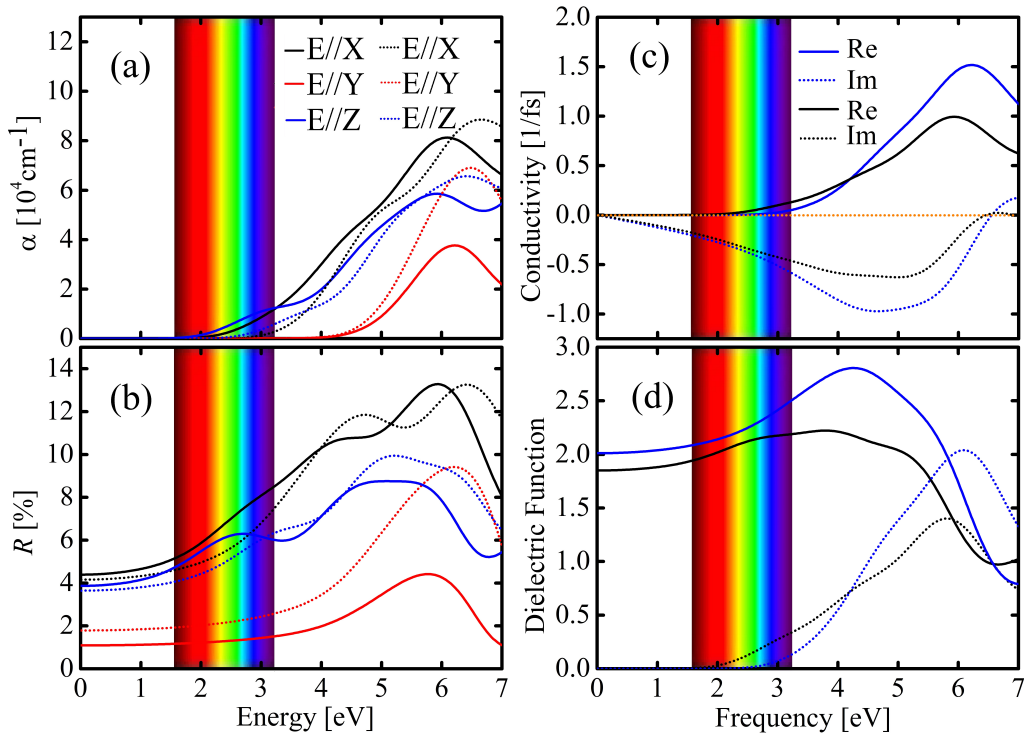 (a)
E//X E//X
E//Y E//Y
E//Z E//Z
α [10⁴cm⁻¹]
12
10
8
6
4
2
0
(b)
R [%]
14
12
10
8
6
4
2
0
0 1 2 3 4 5 6 7
Energy [eV]
(c)
Re
Im
Re
Im
Conductivity [1/fs]
2.0
1.5
1.0
0.5
0.0
-0.5
-1.0
(d)
Dielectric Function
3.0
2.5
2.0
1.5
1.0
0.5
0.0
0 1 2 3 4 5 6 7
Frequency [eV]